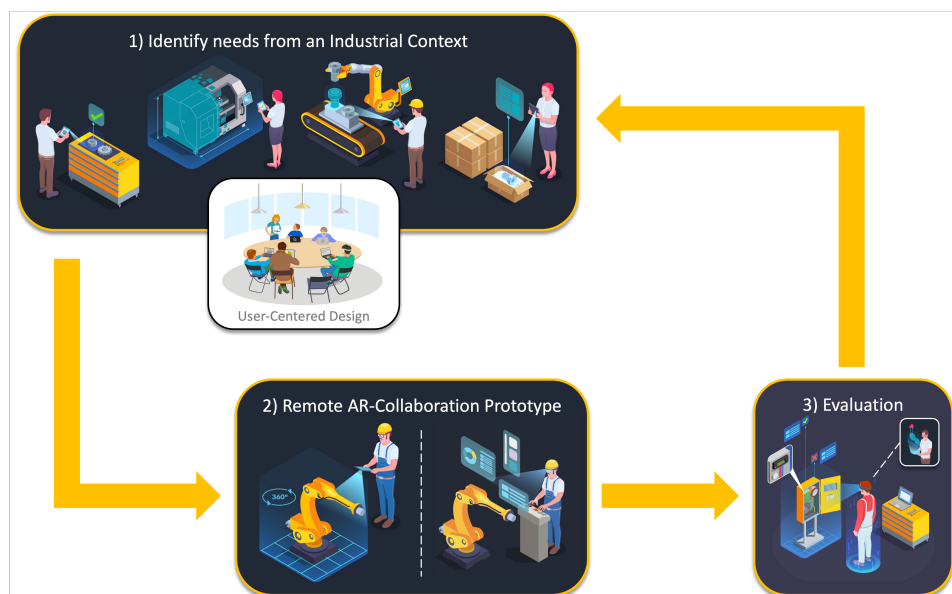 1) Identify needs from an Industrial Context
User-Centered Design
2) Remote AR-Collaboration Prototype
360°
3) Evaluation